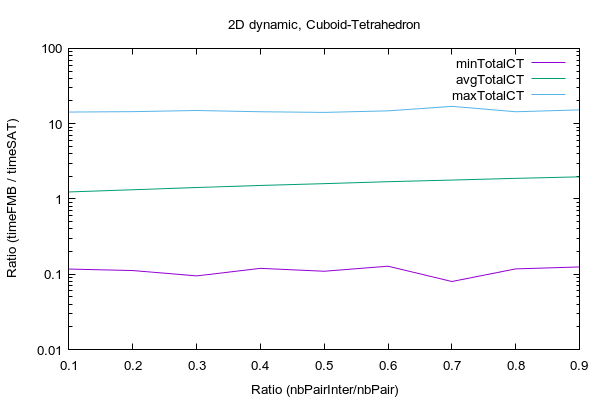 2D dynamic, Cuboid-Tetrahedron
Ratio (timeFMB / timeSAT)
100
10
1
0.1
0.01
minTotalCT
avgTotalCT
maxTotalCT
0.1 0.2 0.3 0.4 0.5 0.6 0.7 0.8 0.9
Ratio (nbPairInter/nbPair)